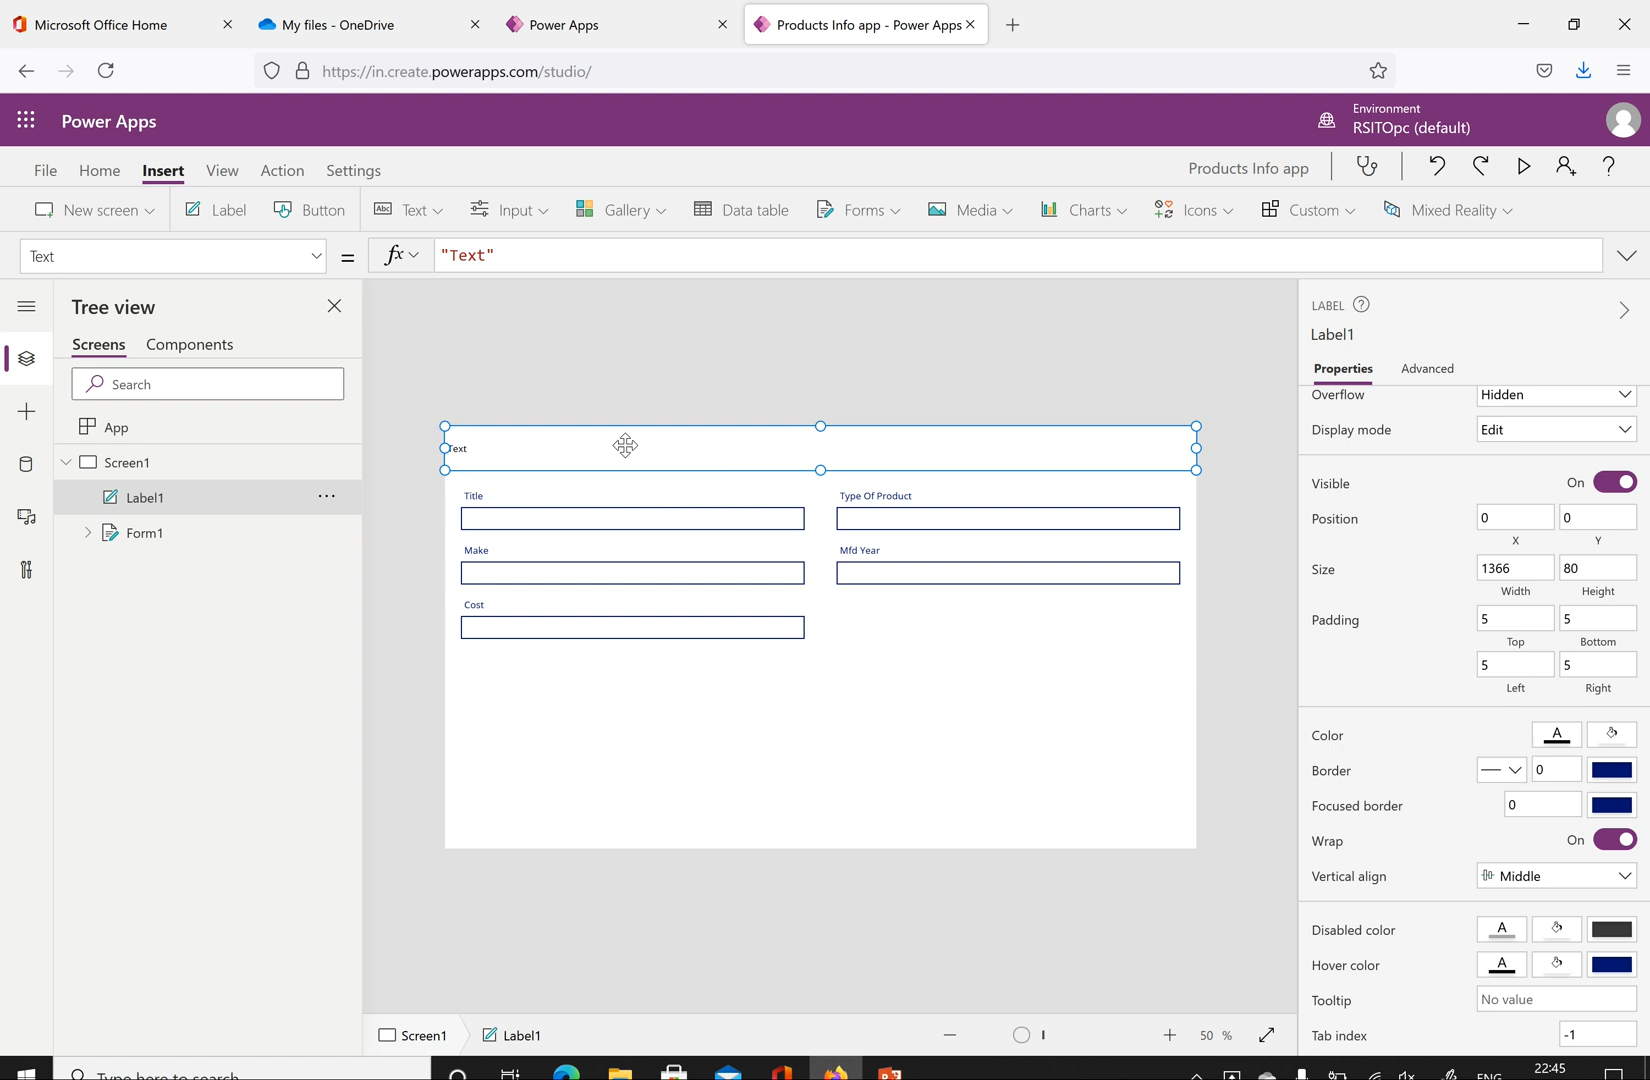 Microsoft Office Home
My files - OneDrive
Power Apps
Products Info app - Power Apps
https://in.create.powerapps.com/studio/
Power Apps
Environment
RSITOpc (default)
File Home Insert View Action Settings
Products Info app
New screen Label Button Text Input Gallery Data table Forms Media Charts Icons Custom Mixed Reality
Text = fx "Text"
Tree view
Screens Components
Search
App
Screen1
Label1 ...
Form1
Text
Title
Type Of Product
Make
Mfd Year
Cost
LABEL
Label1
Properties Advanced
Overflow Hidden
Display mode Edit
Visible On
Position 0 0
X Y
Size 1366 80
Width Height
Padding 5 5
Top Bottom
5 5
Left Right
Color
Border 0
Focused border 0
Wrap On
Vertical align Middle
Disabled color
Hover color
Tooltip No value
Tab index -1
Screen1 Label1
50 %
Type here to search
ENG
22:45